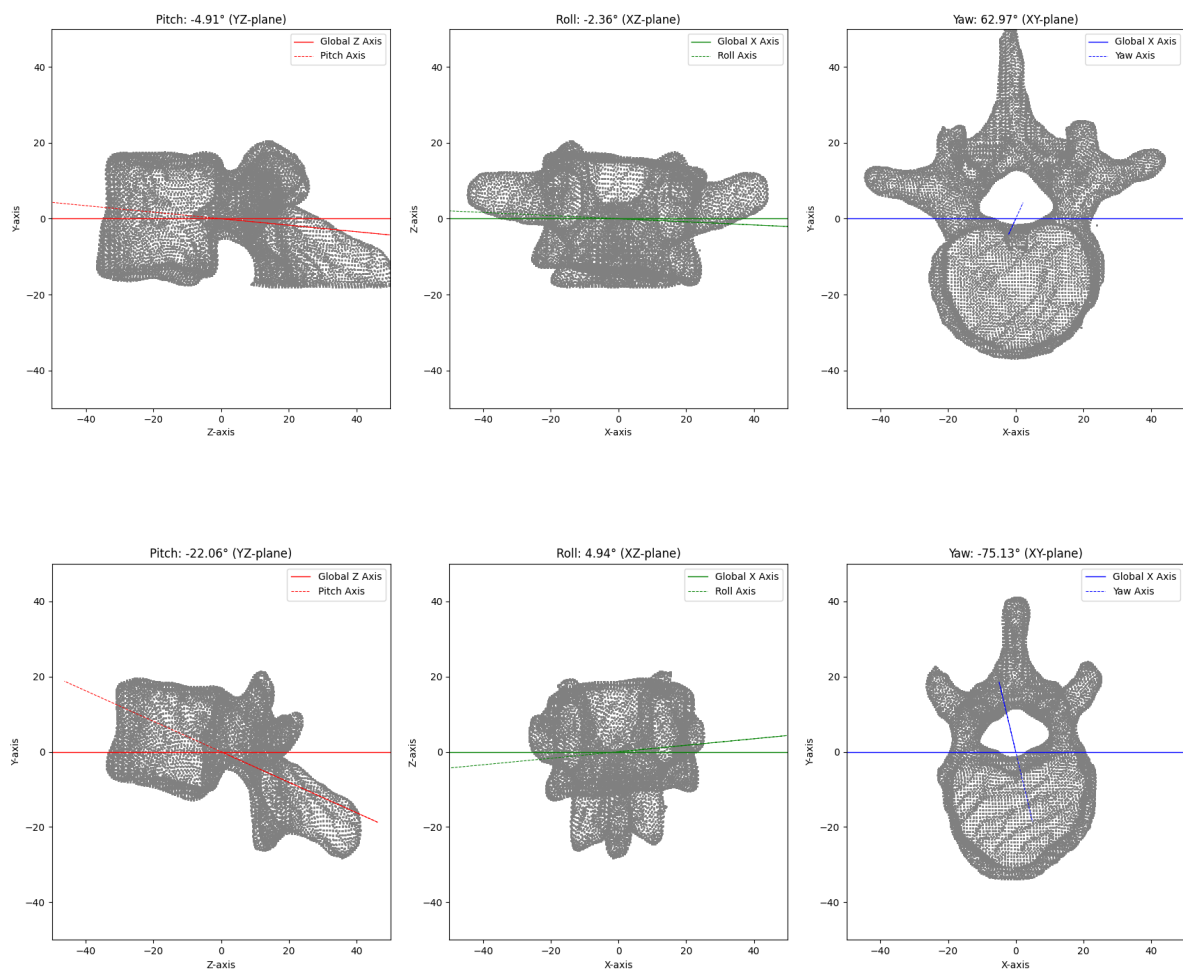 Pitch: -4.91° (YZ-plane)
Global Z Axis
Pitch Axis
40
20
0
−20
−40
Y-axis
−40
−20
0
20
40
Z-axis
Roll: -2.36° (XZ-plane)
Global X Axis
Roll Axis
40
20
0
−20
−40
Z-axis
−40
−20
0
20
40
X-axis
Yaw: 62.97° (XY-plane)
Global X Axis
Yaw Axis
40
20
0
−20
−40
Y-axis
−40
−20
0
20
40
X-axis
Pitch: -22.06° (YZ-plane)
Global Z Axis
Pitch Axis
40
20
0
−20
−40
Y-axis
−40
−20
0
20
40
Z-axis
Roll: 4.94° (XZ-plane)
Global X Axis
Roll Axis
40
20
0
−20
−40
Z-axis
−40
−20
0
20
40
X-axis
Yaw: -75.13° (XY-plane)
Global X Axis
Yaw Axis
40
20
0
−20
−40
Y-axis
−40
−20
0
20
40
X-axis